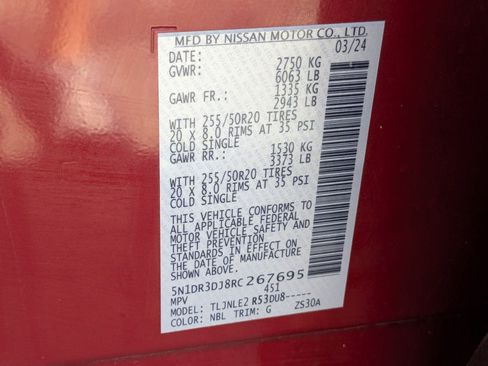 MFD BY NISSAN MOTOR CO., LTD.
DATE: 03/24
GVWR: 2750 KG
6063 LB
GAWR FR.: 1335 KG
2943 LB
WITH 255/50R20 TIRES
20 X 8.0 RIMS AT 35 PSI
COLD SINGLE
GAWR RR.: 1530 KG
3373 LB
WITH 255/50R20 TIRES
20 X 8.0 RIMS AT 35 PSI
COLD SINGLE
THIS VEHICLE CONFORMS TO
ALL APPLICABLE FEDERAL
MOTOR VEHICLE SAFETY AND
THEFT PREVENTION
STANDARDS IN EFFECT ON
THE DATE OF MANUFACTURE
SHOWN ABOVE.
5N1DR3DJ8RC267695
MPV 451
MODEL: TLJNLE2 R53DU8-----
COLOR: NBL TRIM: G ZS30A